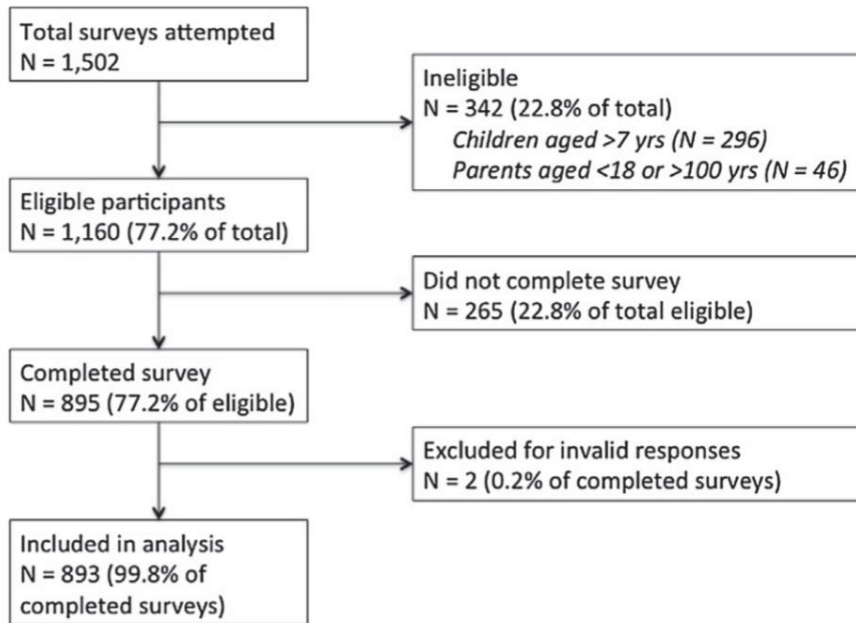 Total surveys attempted
N = 1,502
Ineligible
N = 342 (22.8% of total)
Children aged >7 yrs (N = 296)
Parents aged <18 or >100 yrs (N = 46)
Eligible participants
N = 1,160 (77.2% of total)
Did not complete survey
N = 265 (22.8% of total eligible)
Completed survey
N = 895 (77.2% of eligible)
Excluded for invalid responses
N = 2 (0.2% of completed surveys)
Included in analysis
N = 893 (99.8% of
completed surveys)